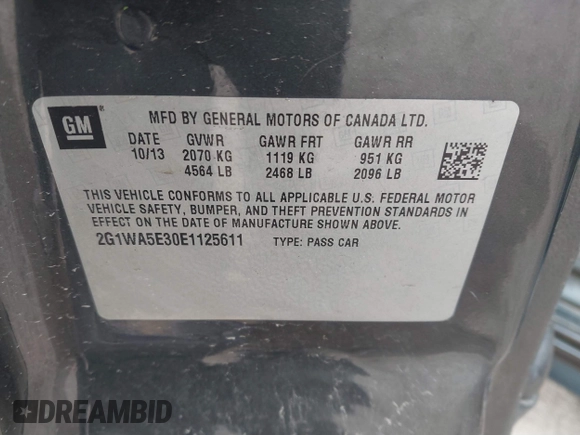 GM
MFD BY GENERAL MOTORS OF CANADA LTD.
DATE GVWR GAWR FRT GAWR RR
10/13 2070 KG 1119 KG 951 KG
4564 LB 2468 LB 2096 LB
THIS VEHICLE CONFORMS TO ALL APPLICABLE U.S. FEDERAL MOTOR
VEHICLE SAFETY, BUMPER, AND THEFT PREVENTION STANDARDS IN
EFFECT ON THE DATE OF MANUFACTURE SHOWN ABOVE.
2G1WA5E30E1125611 TYPE: PASS CAR
DREAMBID